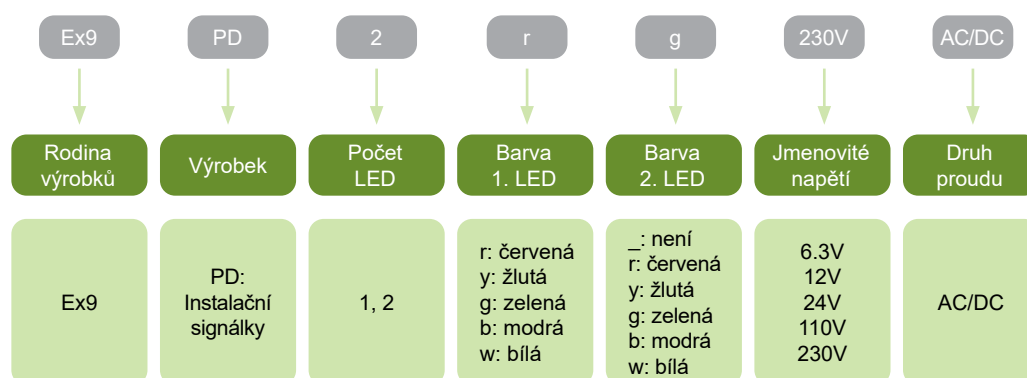 Ex9
PD
2
r
g
230V
AC/DC
Rodina
výrobků
Výrobek
Počet
LED
Barva
1. LED
Barva
2. LED
Jmenovité
napětí
Druh
proudu
Ex9
PD:
Instalační
signálky
1, 2
r: červená
y: žlutá
g: zelená
b: modrá
w: bílá
_: není
r: červená
y: žlutá
g: zelená
b: modrá
w: bílá
6.3V
12V
24V
110V
230V
AC/DC